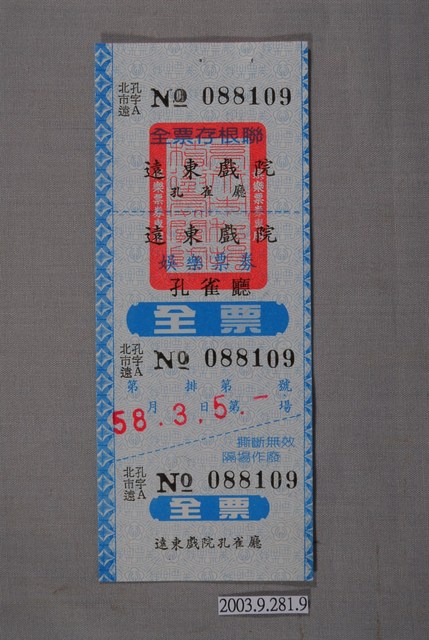 北市遠 孔字A № 088109
全票存根聯
遠東戲院
孔雀廳
遠東戲院
娛樂票券
孔雀廳
全票
北市遠 孔字A № 088109
第 排第 號
月 日第 場
58.3.5.-
撕斷無效
隔場作廢
北市遠 孔字A № 088109
全票
遠東戲院孔雀廳
2003.9.281.9